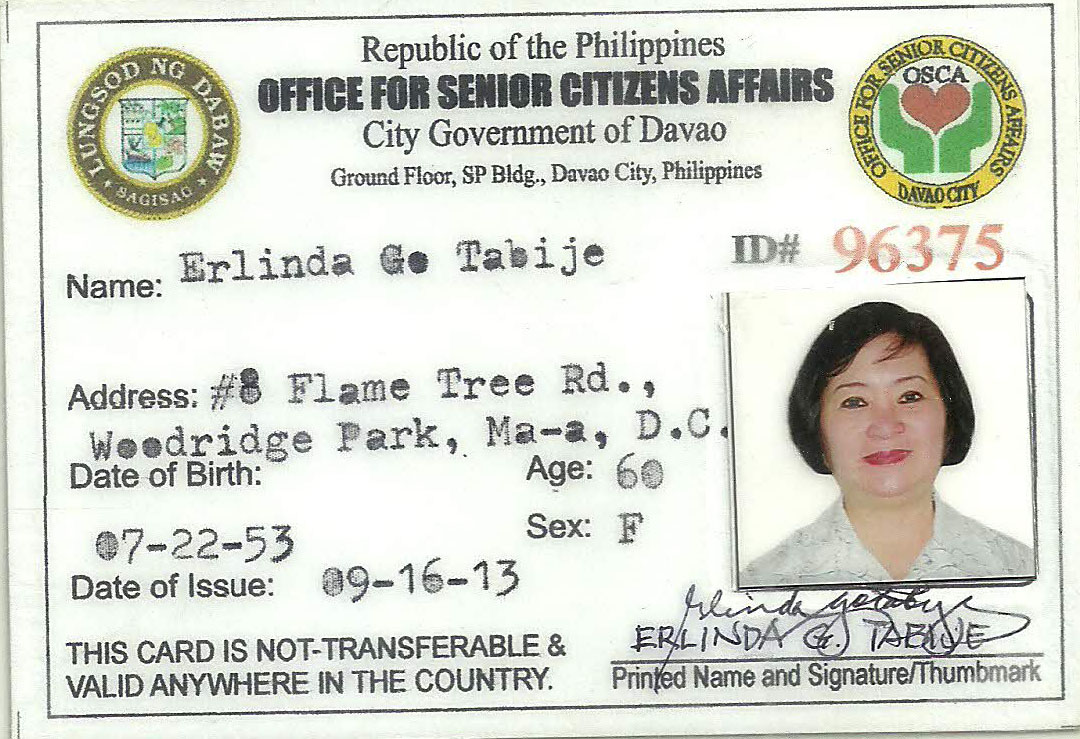 Republic of the Philippines
OFFICE FOR SENIOR CITIZENS AFFAIRS
City Government of Davao
Ground Floor, SP Bldg., Davao City, Philippines
LUNGSOD NG DABAW
SAGISAG
OFFICE FOR SENIOR CITIZENS AFFAIRS
OSCA
DAVAO CITY
ID# 96375
Name: Erlinda Go Tabije
Address: #8 Flame Tree Rd.,
Woodridge Park, Ma-a, D.C.
Date of Birth:
Age: 60
07-22-53
Sex: F
Date of Issue: 09-16-13
ERLINDA G. TABIJE
Printed Name and Signature/Thumbmark
THIS CARD IS NOT-TRANSFERABLE &
VALID ANYWHERE IN THE COUNTRY.